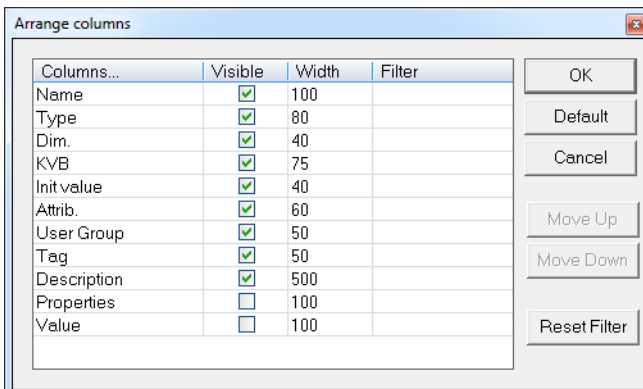 Arrange columns
Columns... Visible Width Filter
Name 100
Type 80
Dim. 40
KVB 75
Init value 40
Attrib. 60
User Group 50
Tag 50
Description 500
Properties 100
Value 100
OK
Default
Cancel
Move Up
Move Down
Reset Filter